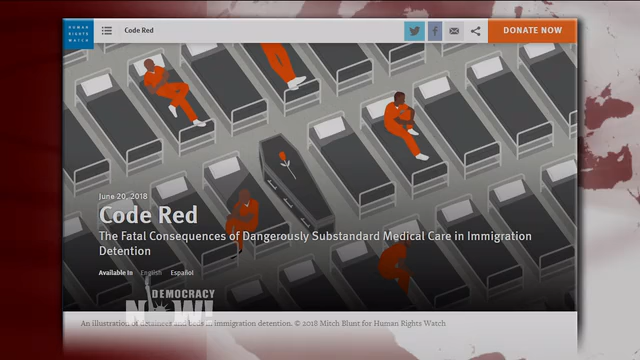 HUMAN
RIGHTS
WATCH
Code Red
DONATE NOW
June 20, 2018
Code Red
The Fatal Consequences of Dangerously Substandard Medical Care in Immigration
Detention
Available In English Español
DEMOCRACY
NOW!
An illustration of detainees and beds in immigration detention. © 2018 Mitch Blunt for Human Rights Watch